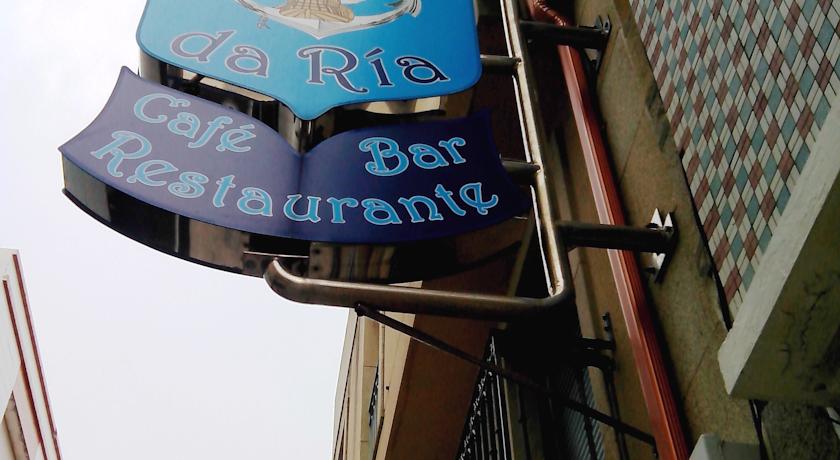 da Ría
Café Bar
Restaurante